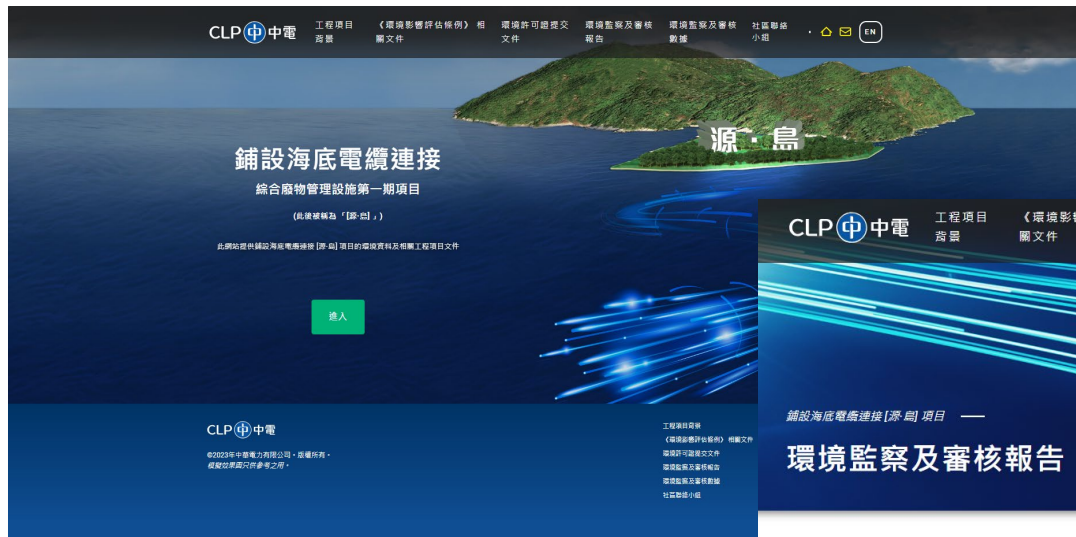 CLP中中電
工程項目
背景
《環境影響評估條例》 相
關文件
環境許可證提交
文件
環境監察及審核
報告
環境監察及審核
數據
社區聯絡
小組
EN
源·島
鋪設海底電纜連接
綜合廢物管理設施第一期項目
(此後被稱為「[源·島]」)
此網站提供鋪設海底電纜連接 [源·島] 項目的環境資料及相關工程項目文件
進入
CLP中中電
©2023年中華電力有限公司。版權所有。
模擬效果圖只供參考之用。
工程項目背景
《環境影響評估條例》 相關文件
環境許可證提交文件
環境監察及審核報告
環境監察及審核數據
社區聯絡小組
CLP中中電
工程項目
背景
《環境影響
關文件
鋪設海底電纜連接 [源·島] 項目
環境監察及審核報告